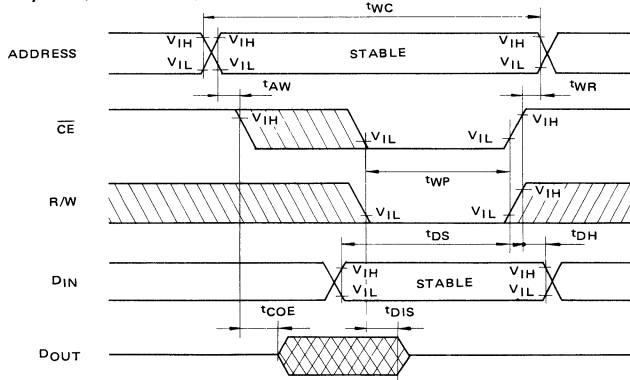 tWC
ADDRESS VIH VIH STABLE VIH
VIL VIL VIL
tAW tWR
CE VIH VIL VIL VIH
tWP
R/W VIL VIL VIH
tDS tDH
DIN VIH STABLE VIH
VIL VIL
tCOE tDIS
DOUT